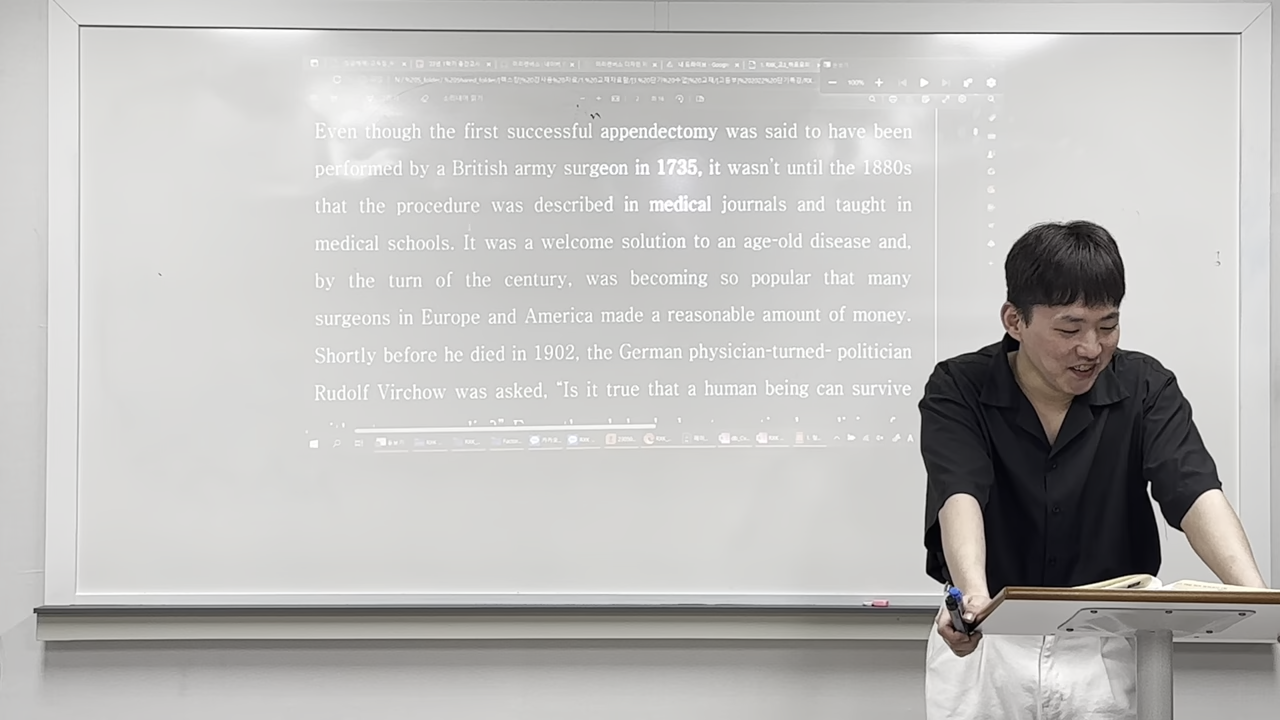 100%
Even though the first successful appendectomy was said to have been
performed by a British army surgeon in 1735, it wasn't until the 1880s
that the procedure was described in medical journals and taught in
medical schools. It was a welcome solution to an age-old disease and,
by the turn of the century, was becoming so popular that many
surgeons in Europe and America made a reasonable amount of money.
Shortly before he died in 1902, the German physician-turned- politician
Rudolf Virchow was asked, “Is it true that a human being can survive